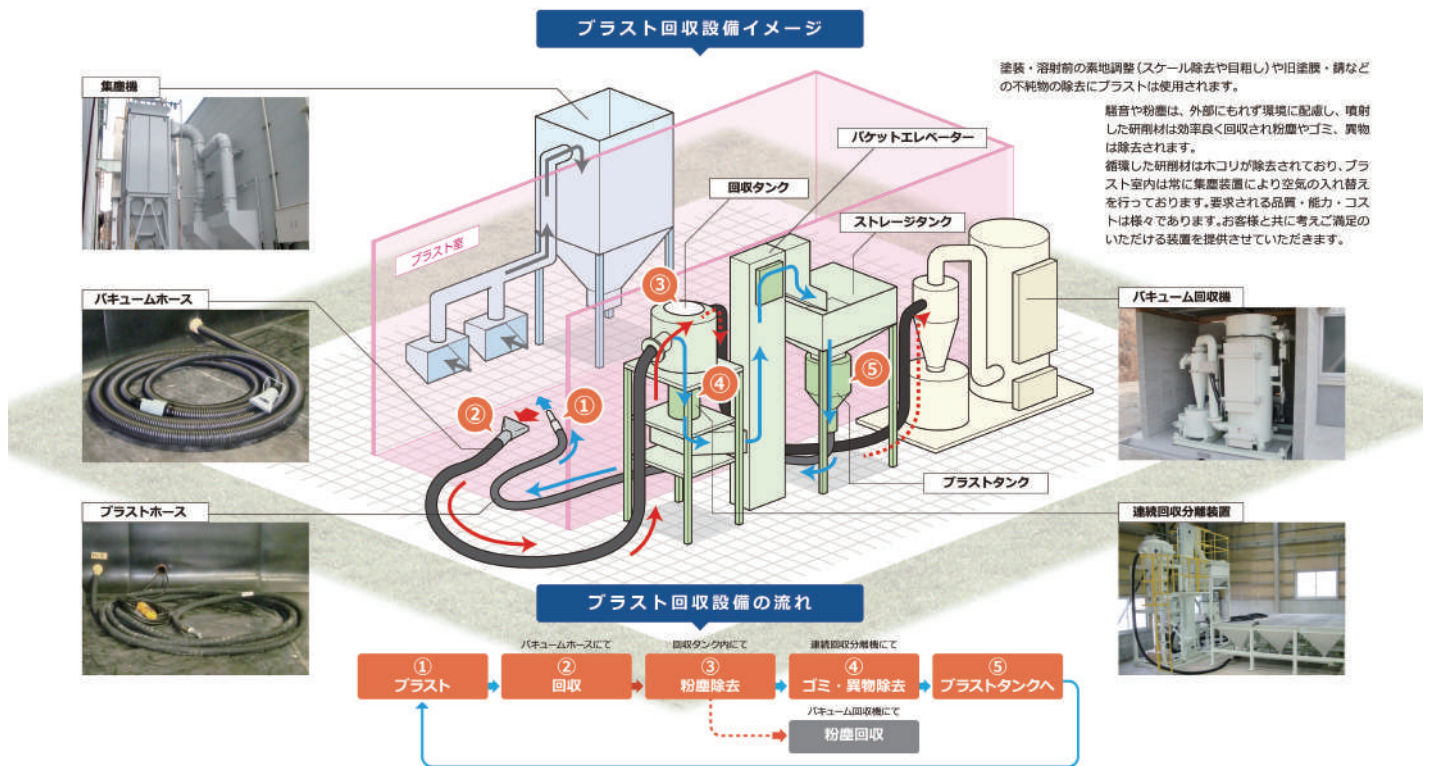 ブラスト回収設備イメージ
塗装・溶射前の素地調整(スケール除去や目粗し)や旧塗膜・錆など
の不純物の除去にブラストは使用されます。
騒音や粉塵は、外部にもれず環境に配慮し、噴射
した研削材は効率良く回収され粉塵やゴミ、異物
は除去されます。
循環した研削材はホコリが除去されており、ブラ
スト室内は常に集塵装置により空気の入れ替え
を行っております。要求される品質・能力・コス
トは様々であります。お客様と共に考えご満足の
いただける装置を提供させていただきます。
集塵機
バケットエレベーター
回収タンク
ストレージタンク
ブラスト室
バキュームホース
バキューム回収機
③
④
⑤
②
①
ブラストタンク
ブラストホース
連続回収分離装置
ブラスト回収設備の流れ
①
ブラスト
バキュームホースにて
②
回収
回収タンク内にて
③
粉塵除去
連続回収分離機にて
④
ゴミ・異物除去
⑤
ブラストタンクへ
バキューム回収機にて
粉塵回収